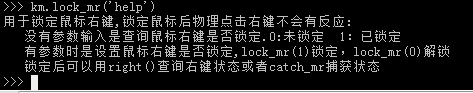 >>> km.lock_mr('help')
用于锁定鼠标右键,锁定鼠标后物理点击右键不会有反应:
没有参数输入是查询鼠标右键是否锁定.0:未锁定 1: 已锁定
有参数时是设置鼠标右键是否锁定,lock_mr(1)锁定，lock_mr(0)解锁
锁定后可以用right()查询右键状态或者catch_mr捕获状态
>>>